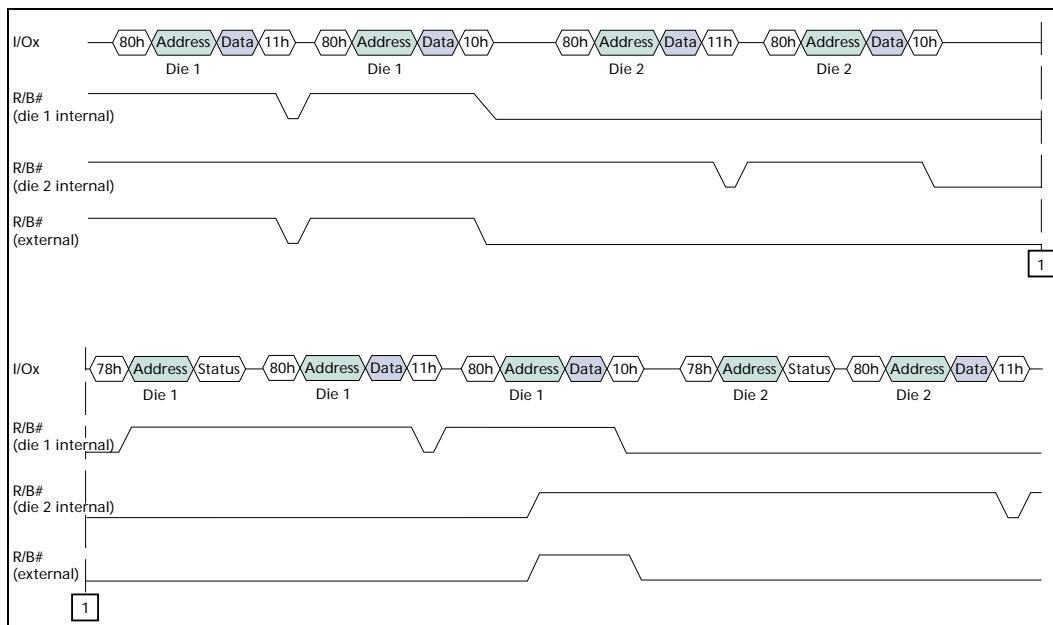 I/Ox 80h Address Data 11h 80h Address Data 10h 80h Address Data 11h 80h Address Data 10h
Die 1 Die 1 Die 2 Die 2
R/B#
(die 1 internal)
R/B#
(die 2 internal)
R/B#
(external)
1
I/Ox 78h Address Status 80h Address Data 11h 80h Address Data 10h 78h Address Status 80h Address Data 11h
Die 1 Die 1 Die 1 Die 2 Die 2
R/B#
(die 1 internal)
R/B#
(die 2 internal)
R/B#
(external)
1